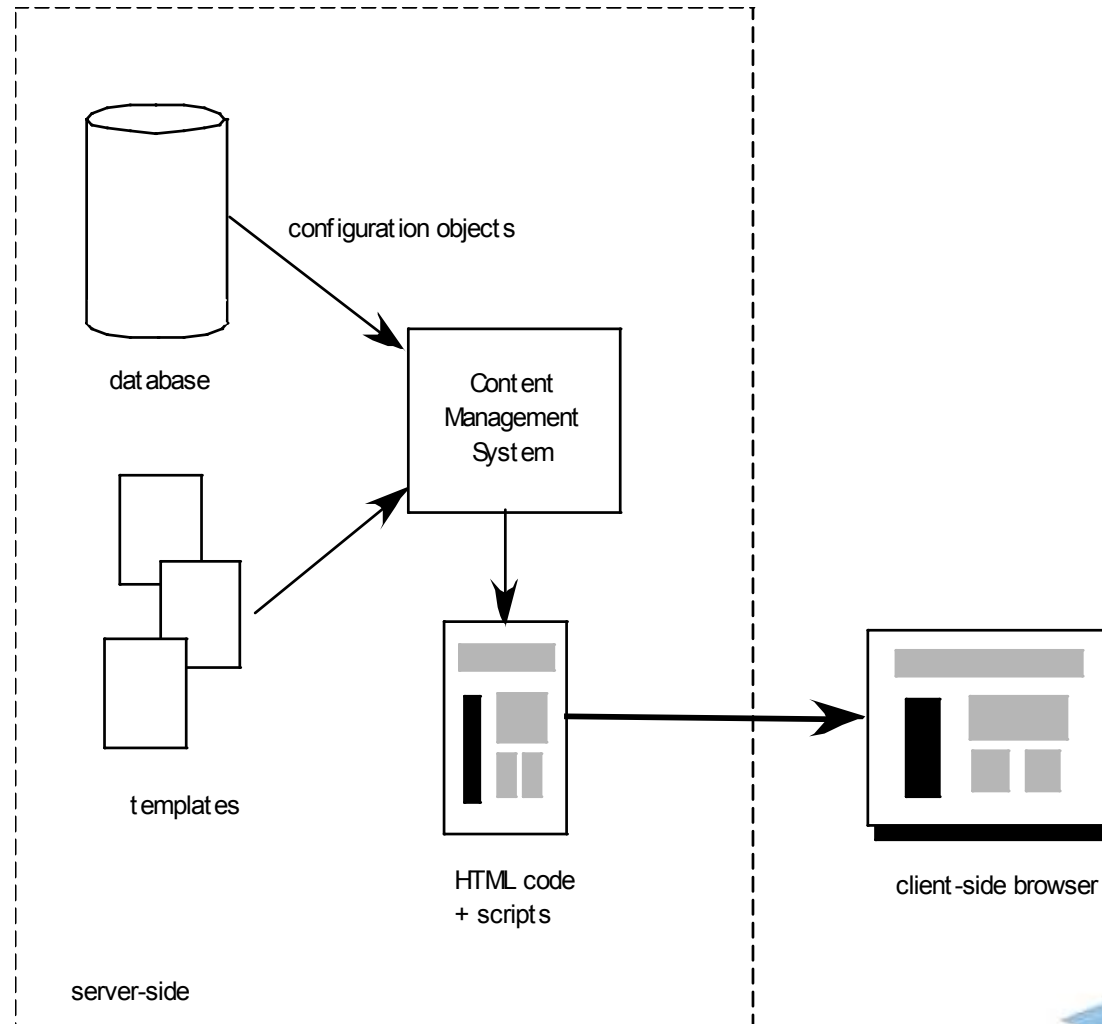 configuration objects
database
Content
Management
System
templates
HTML code
+ scripts
client-side browser
server-side